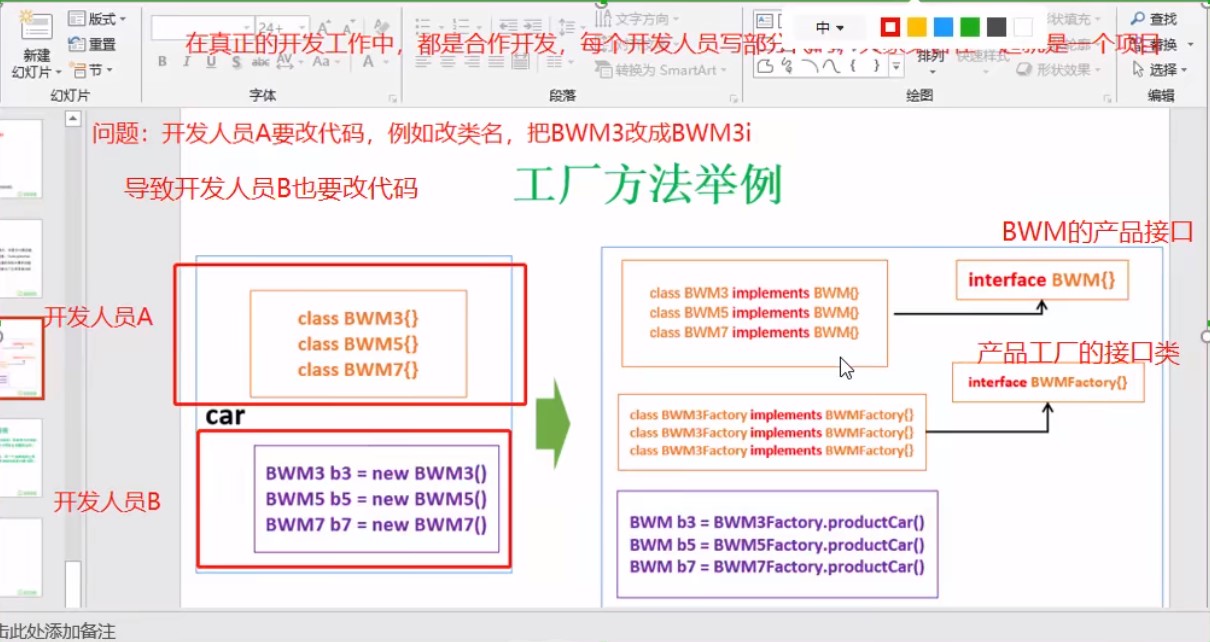 版式
文字方向
中
形状填充
查找
新建
幻灯片
重置
24
节
B I U S abc AV Aa A
转换为 SmartArt
排列
快速样式
形状效果
替换
选择
幻灯片
字体
段落
绘图
编辑
在真正的开发工作中，都是合作开发，每个开发人员写部分代码，
就是一个项目
问题：开发人员A要改代码，例如改类名，把BWM3改成BWM3i
导致开发人员B也要改代码
工厂方法举例
BWM的产品接口
开发人员A
class BWM3{}
class BWM5{}
class BWM7{}
car
开发人员B
BWM3 b3 = new BWM3()
BWM5 b5 = new BWM5()
BWM7 b7 = new BWM7()
class BWM3 implements BWM{}
class BWM5 implements BWM{}
class BWM7 implements BWM{}
interface BWM{}
产品工厂的接口类
interface BWMFactory{}
class BWM3Factory implements BWMFactory{}
class BWM3Factory implements BWMFactory{}
class BWM3Factory implements BWMFactory{}
BWM b3 = BWM3Factory.productCar()
BWM b5 = BWM5Factory.productCar()
BWM b7 = BWM7Factory.productCar()
击此处添加备注